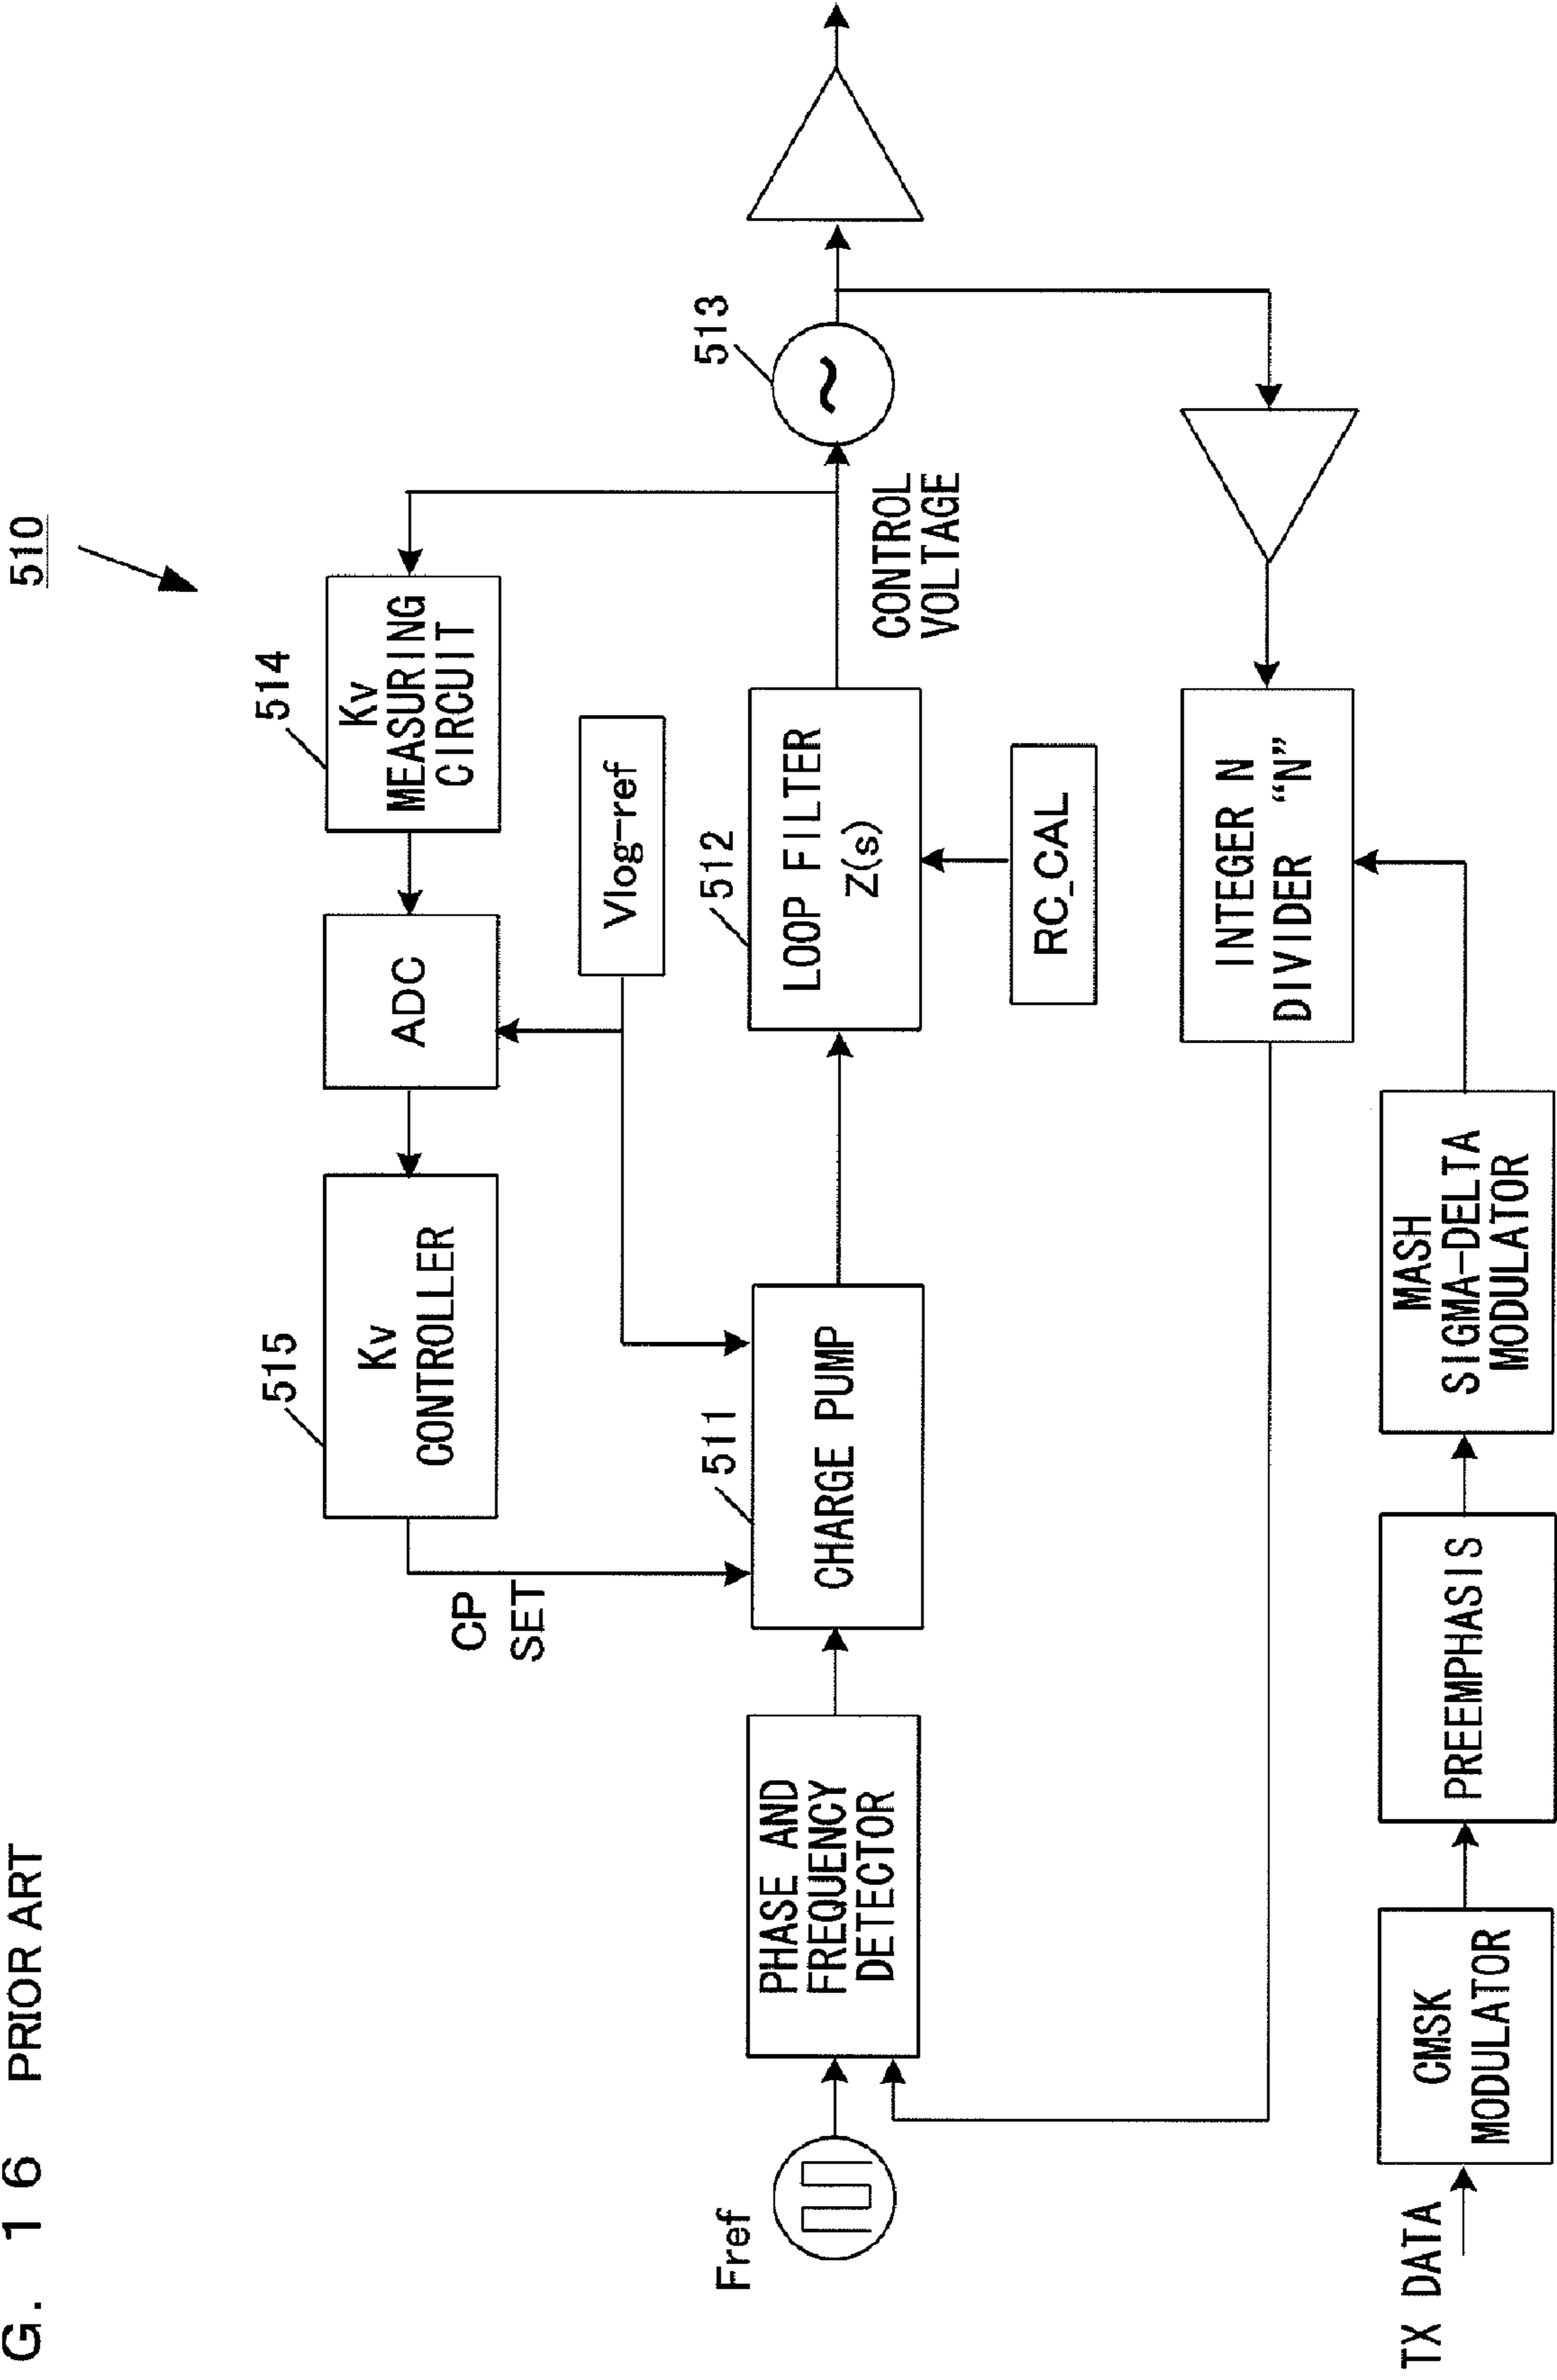 G. 16 PRIOR ART
510
515
Kv
CONTROLLER
ADC
514
Kv
MEASURING
CIRCUIT
CP
SET
Vlog-ref
Fref
PHASE AND
FREQUENCY
DETECTOR
511
CHARGE PUMP
512
LOOP FILTER
Z(s)
CONTROL
VOLTAGE
513
RC_CAL
INTEGER N
DIVIDER “N”
TX DATA
CMSK
MODULATOR
PREEMPHASIS
MASH
SIGMA-DELTA
MODULATOR